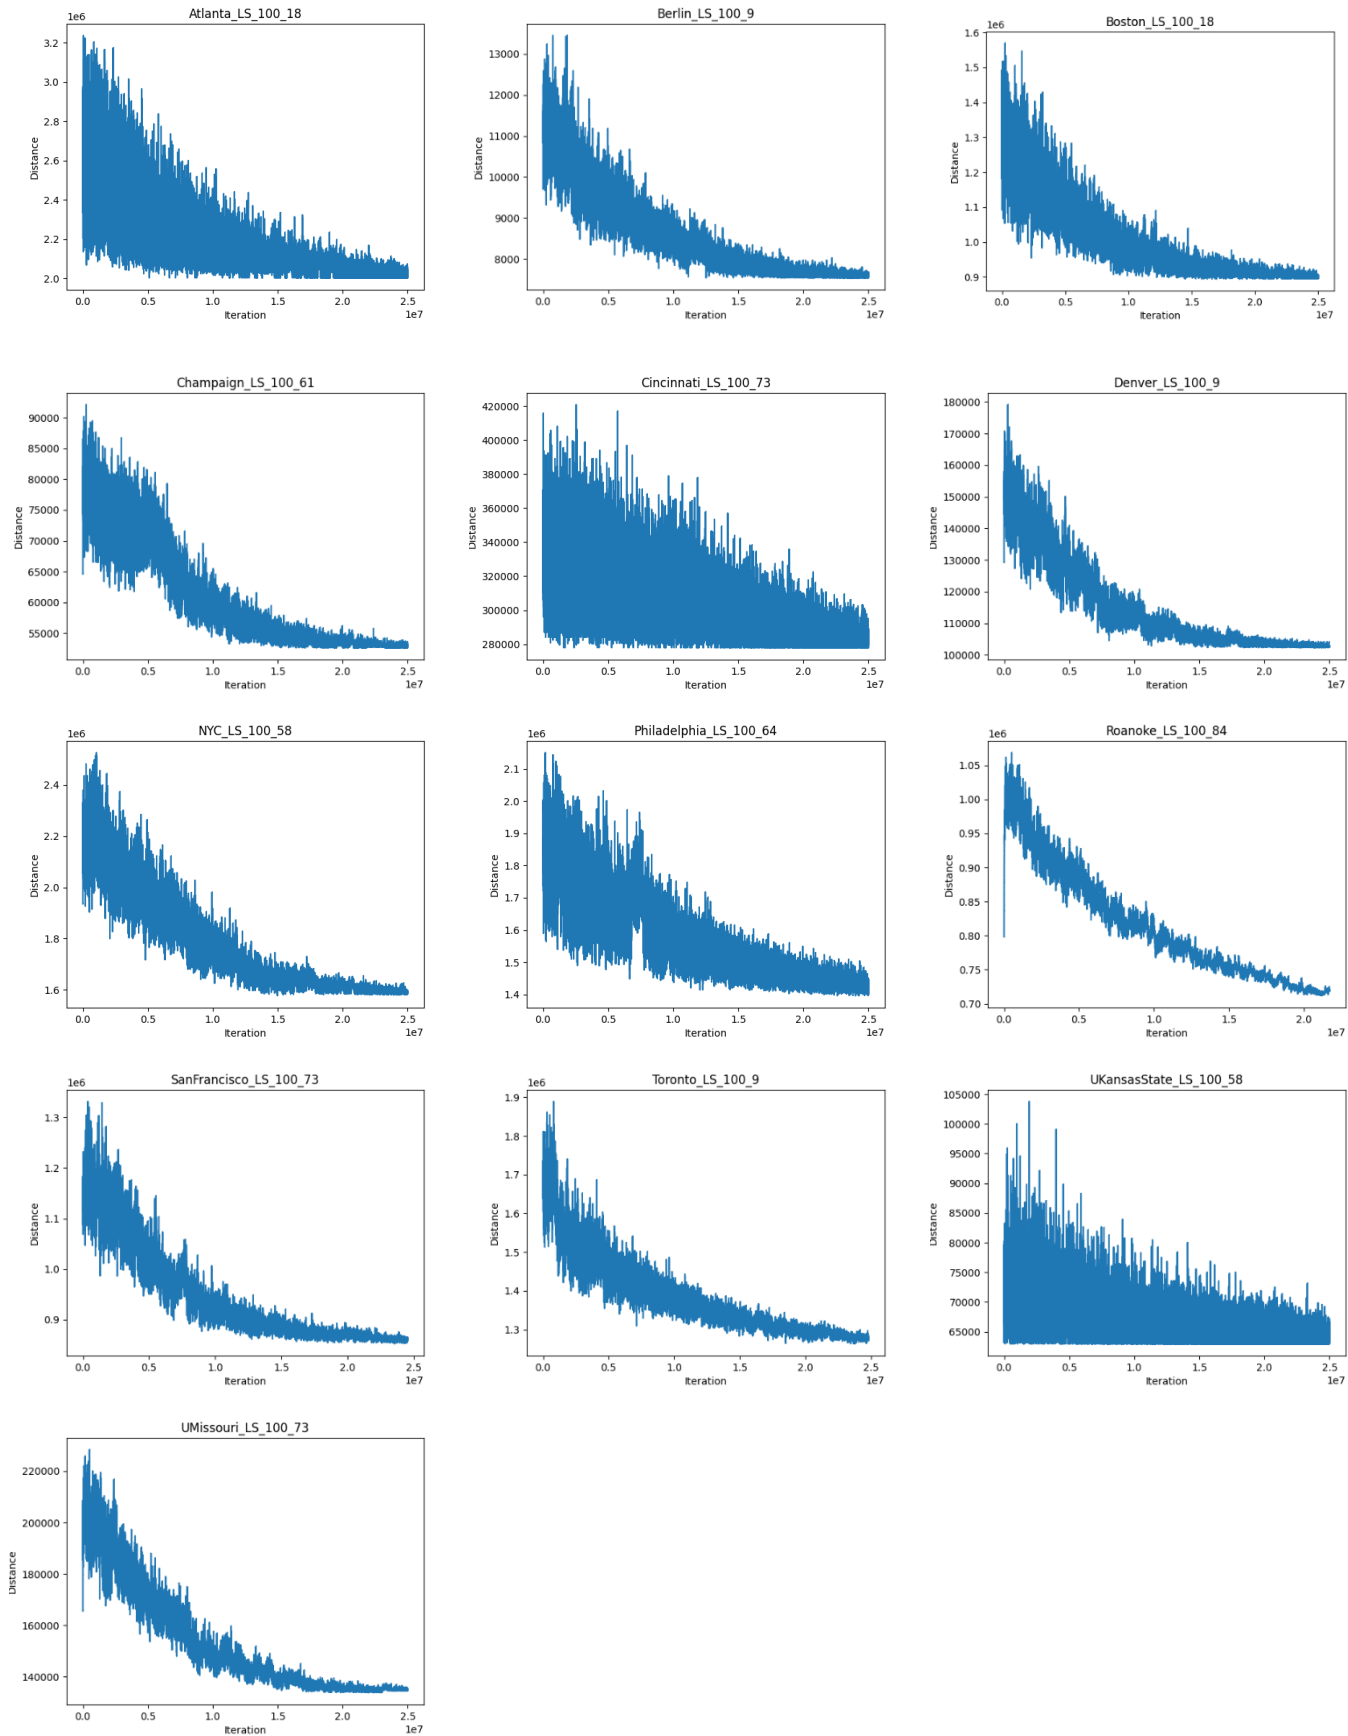 Atlanta_LS_100_18
1e6
3.2
3.0
2.8
2.6
2.4
2.2
2.0
Distance
0.0 0.5 1.0 1.5 2.0 2.5
Iteration
1e7
Berlin_LS_100_9
13000
12000
11000
10000
9000
8000
Distance
0.0 0.5 1.0 1.5 2.0 2.5
Iteration
1e7
Boston_LS_100_18
1e6
1.6
1.5
1.4
1.3
1.2
1.1
1.0
0.9
Distance
0.0 0.5 1.0 1.5 2.0 2.5
Iteration
1e7
Champaign_LS_100_61
90000
85000
80000
75000
70000
65000
60000
55000
Distance
0.0 0.5 1.0 1.5 2.0 2.5
Iteration
1e7
Cincinnati_LS_100_73
420000
400000
380000
360000
340000
320000
300000
280000
Distance
0.0 0.5 1.0 1.5 2.0 2.5
Iteration
1e7
Denver_LS_100_9
180000
170000
160000
150000
140000
130000
120000
110000
100000
Distance
0.0 0.5 1.0 1.5 2.0 2.5
Iteration
1e7
NYC_LS_100_58
1e6
2.4
2.2
2.0
1.8
1.6
Distance
0.0 0.5 1.0 1.5 2.0 2.5
Iteration
1e7
Philadelphia_LS_100_64
1e6
2.1
2.0
1.9
1.8
1.7
1.6
1.5
1.4
Distance
0.0 0.5 1.0 1.5 2.0 2.5
Iteration
1e7
Roanoke_LS_100_84
1e6
1.05
1.00
0.95
0.90
0.85
0.80
0.75
0.70
Distance
0.0 0.5 1.0 1.5 2.0
Iteration
1e7
SanFrancisco_LS_100_73
1e6
1.3
1.2
1.1
1.0
0.9
Distance
0.0 0.5 1.0 1.5 2.0 2.5
Iteration
1e7
Toronto_LS_100_9
1e6
1.9
1.8
1.7
1.6
1.5
1.4
1.3
Distance
0.0 0.5 1.0 1.5 2.0 2.5
Iteration
1e7
UKansasState_LS_100_58
105000
100000
95000
90000
85000
80000
75000
70000
65000
Distance
0.0 0.5 1.0 1.5 2.0 2.5
Iteration
1e7
UMissouri_LS_100_73
220000
200000
180000
160000
140000
Distance
0.0 0.5 1.0 1.5 2.0 2.5
Iteration
1e7